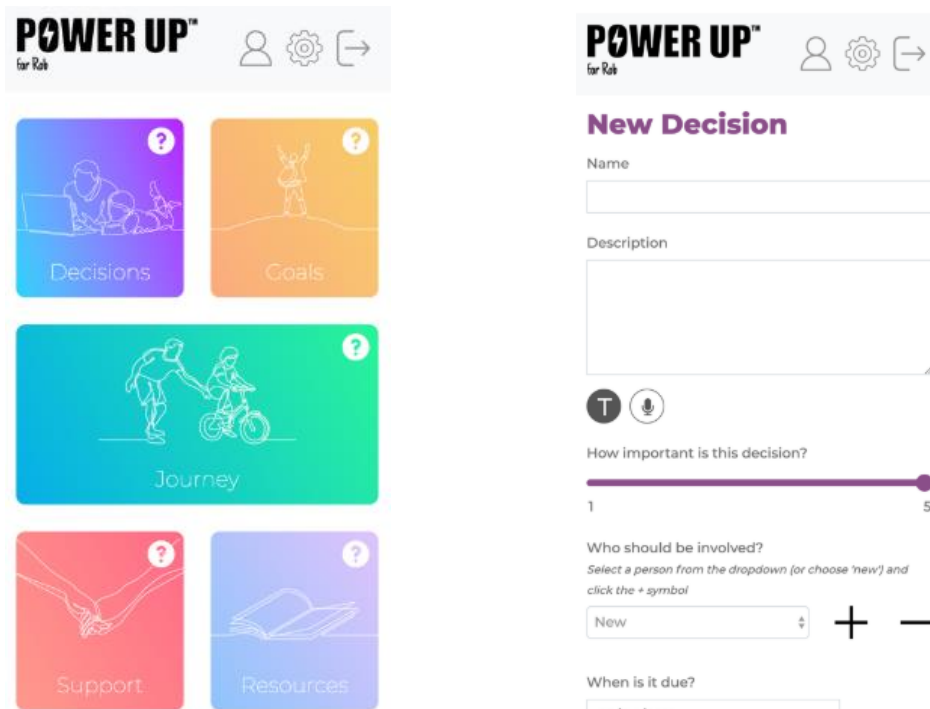 POWER UP™
for Rob
?
?
Decisions
Goals
?
Journey
?
?
Support
Resources
POWER UP™
for Rob
New Decision
Name
Description
T
How important is this decision?
1
5
Who should be involved?
Select a person from the dropdown (or choose 'new') and
click the + symbol
New
+ −
When is it due?